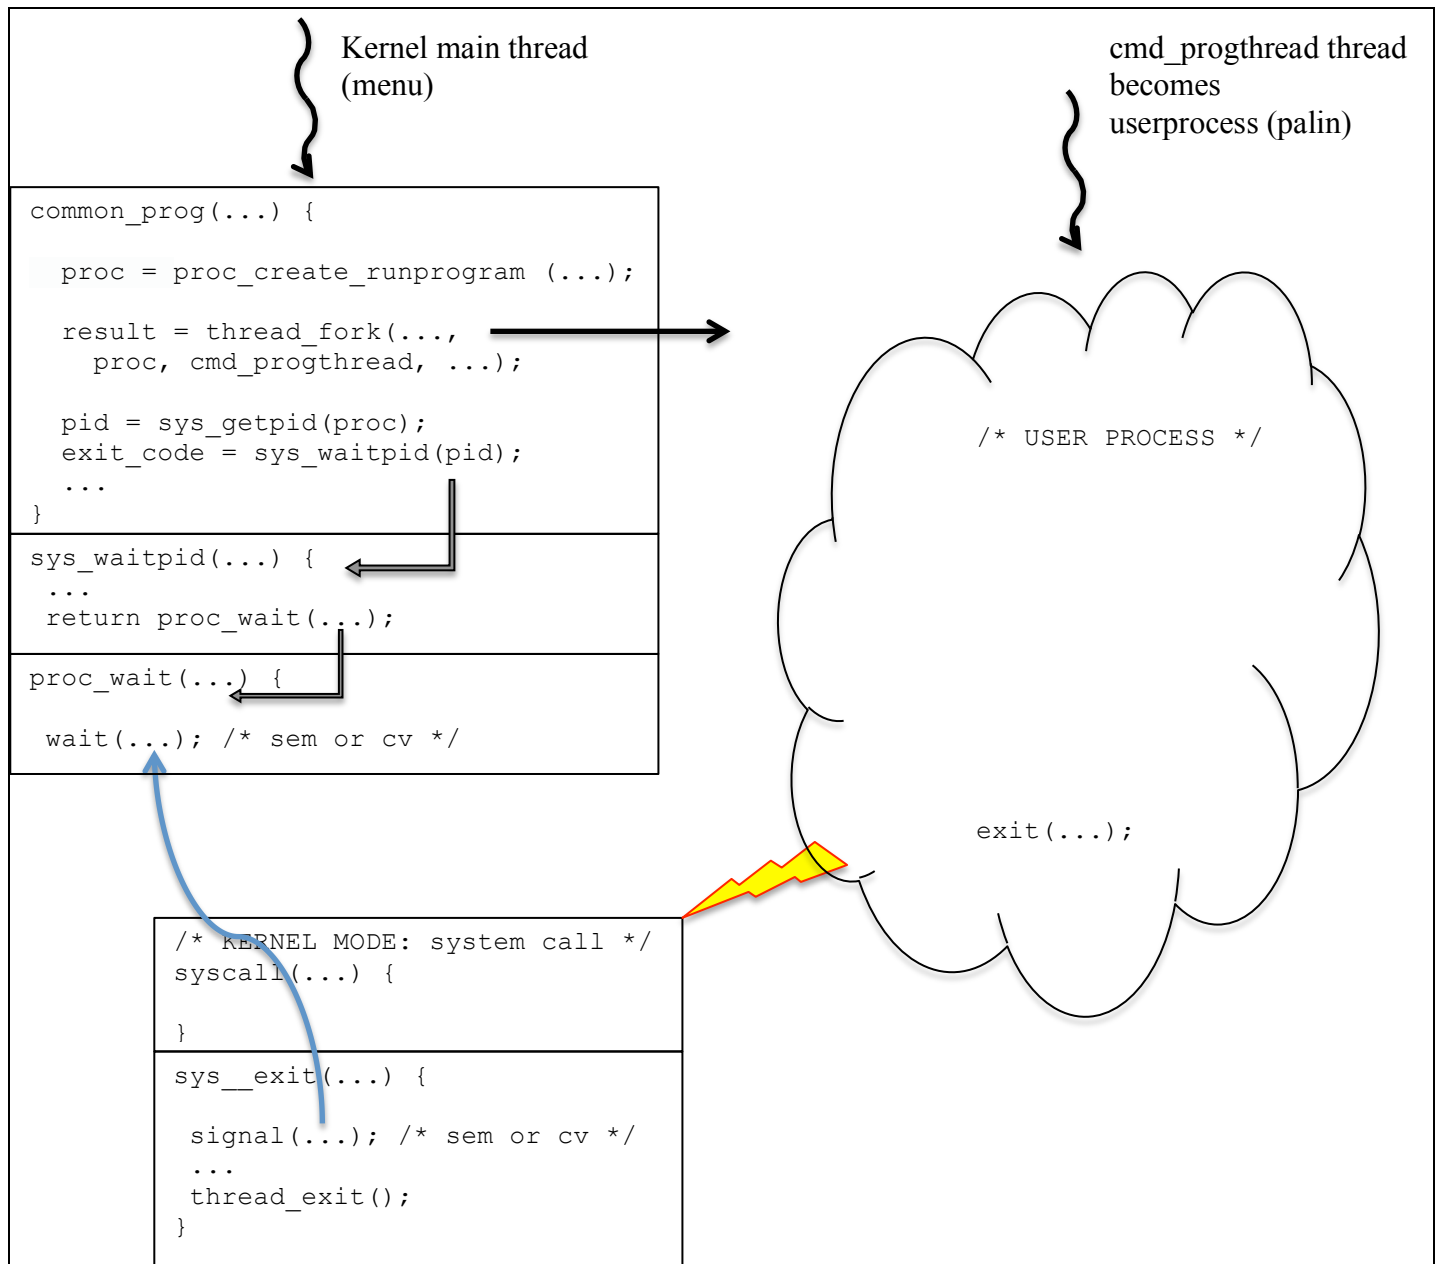 Kernel main thread
(menu)
cmd_progthread thread
becomes
userprocess (palin)
common_prog(...) {
proc = proc_create_runprogram (...);
result = thread_fork(...,
proc, cmd_progthread, ...);
pid = sys_getpid(proc);
exit_code = sys_waitpid(pid);
...
}
sys_waitpid(...) {
...
return proc_wait(...);
proc_wait(...) {
wait(...); /* sem or cv */
/* USER PROCESS */
exit(...);
/* KERNEL MODE: system call */
syscall(...) {
}
sys__exit(...) {
signal(...); /* sem or cv */
...
thread_exit();
}